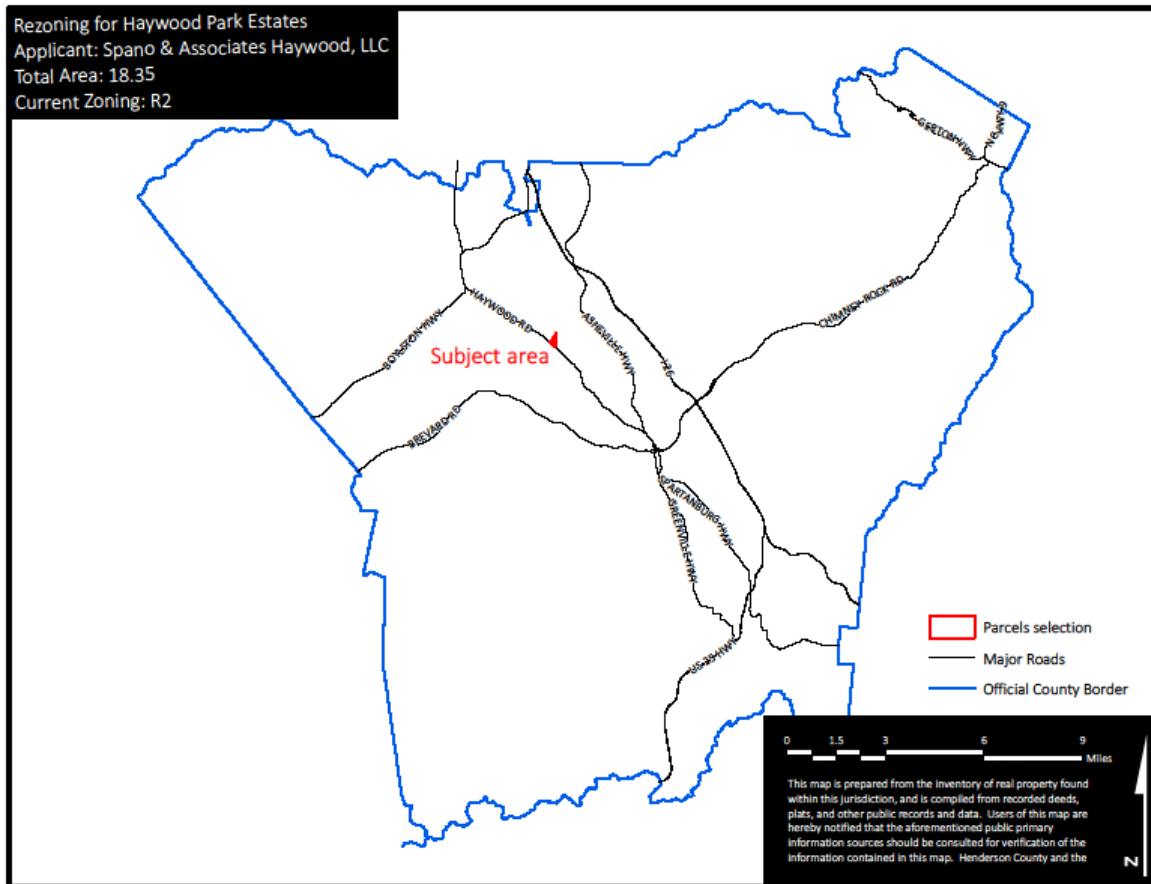 Rezoning for Haywood Park Estates
Applicant: Spano & Associates Haywood, LLC
Total Area: 18.35
Current Zoning: R2
GERTON HWY
CHIMNEY ROCK RD
HAYWOOD RD
ASHEVILLE HWY
BOYLSTON HWY
I 26
Subject area
BREVARD RD
SPARTANBURG HWY
GREENVILLE HWY
US 25 HWY
Parcels selection
Major Roads
Official County Border
0 1.5 3 6 9
Miles
This map is prepared from the inventory of real property found
within this jurisdiction, and is compiled from recorded deeds,
plats, and other public records and data. Users of this map are
hereby notified that the aforementioned public primary
information sources should be consulted for verification of the
information contained in this map. Henderson County and the
N